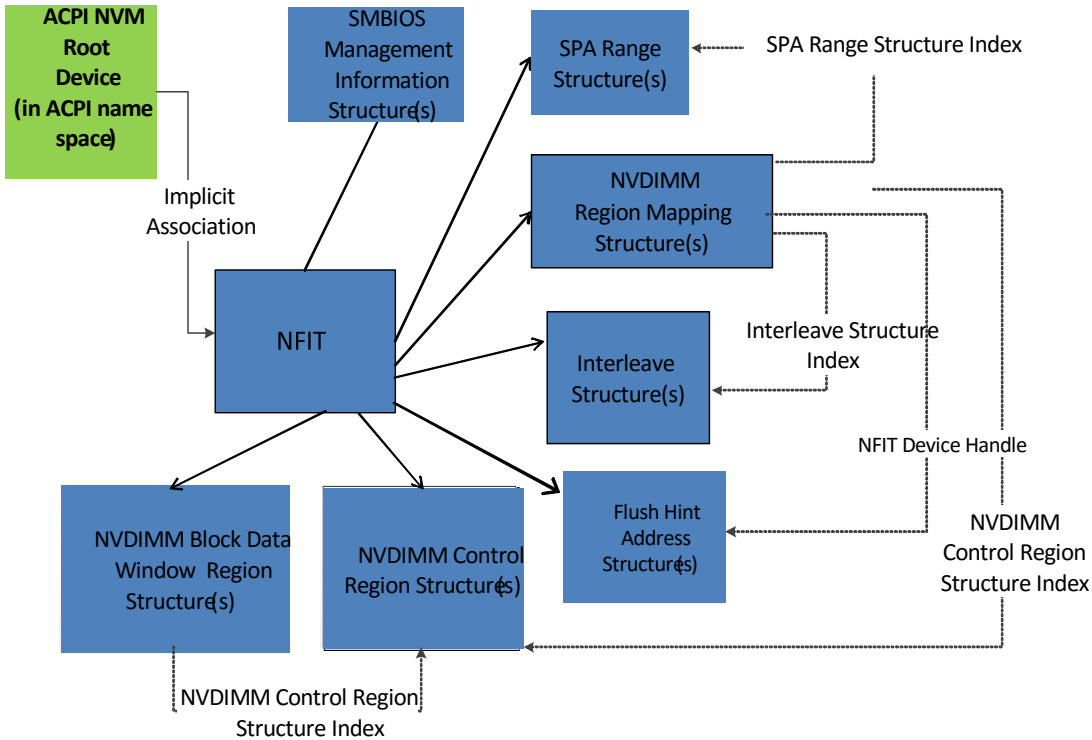 ACPI NVM
Root
Device
(in ACPI name
space)
SMBIOS
Management
Information
Structure(s)
SPA Range
Structure(s)
SPA Range Structure Index
Implicit
Association
NVDIMM
Region Mapping
Structure(s)
NFIT
Interleave
Structure(s)
Interleave Structure
Index
NFIT Device Handle
NVDIMM Block Data
Window Region
Structure(s)
NVDIMM Control
Region Structure(s)
Flush Hint
Address
Structure(s)
NVDIMM
Control Region
Structure Index
NVDIMM Control Region
Structure Index